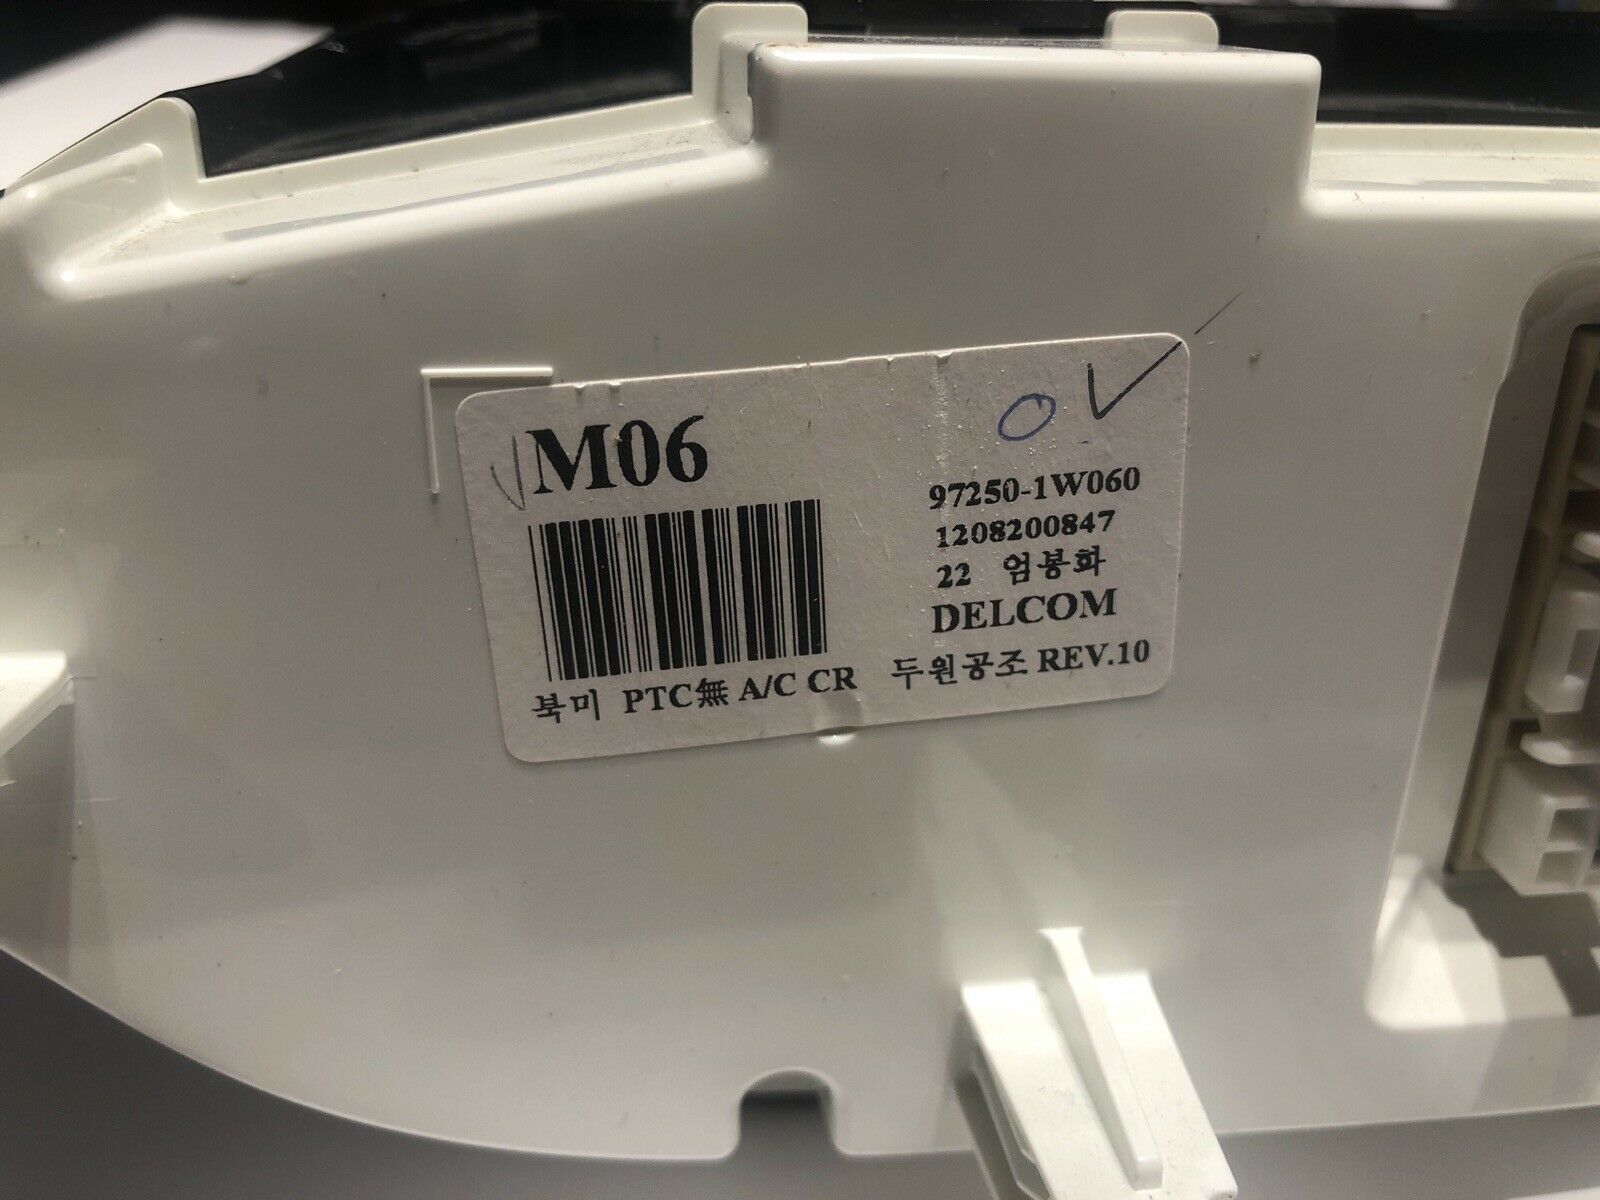 M06
97250-1W060
1208200847
22 엄봉화
DELCOM
북미 PTC無 A/C CR 두원공조 REV.10